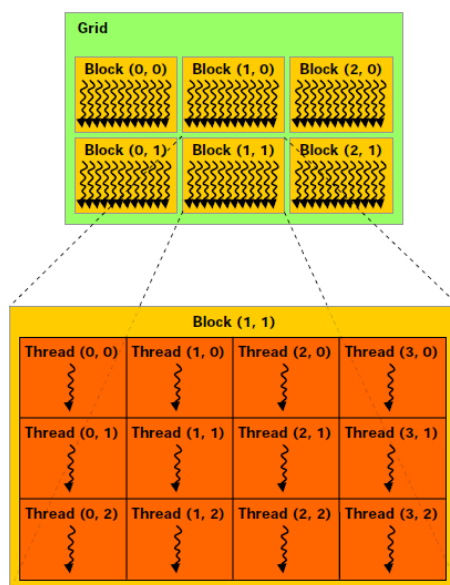 Grid
Block (0, 0) Block (1, 0) Block (2, 0)
Block (0, 1) Block (1, 1) Block (2, 1)
Block (1, 1)
Thread (0, 0) Thread (1, 0) Thread (2, 0) Thread (3, 0)
Thread (0, 1) Thread (1, 1) Thread (2, 1) Thread (3, 1)
Thread (0, 2) Thread (1, 2) Thread (2, 2) Thread (3, 2)